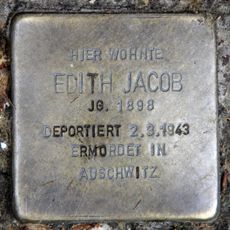 HIER WOHNTE
EDITH JACOB
JG. 1898
DEPORTIERT 2.3.1943
ERMORDET IN
AUSCHWITZ